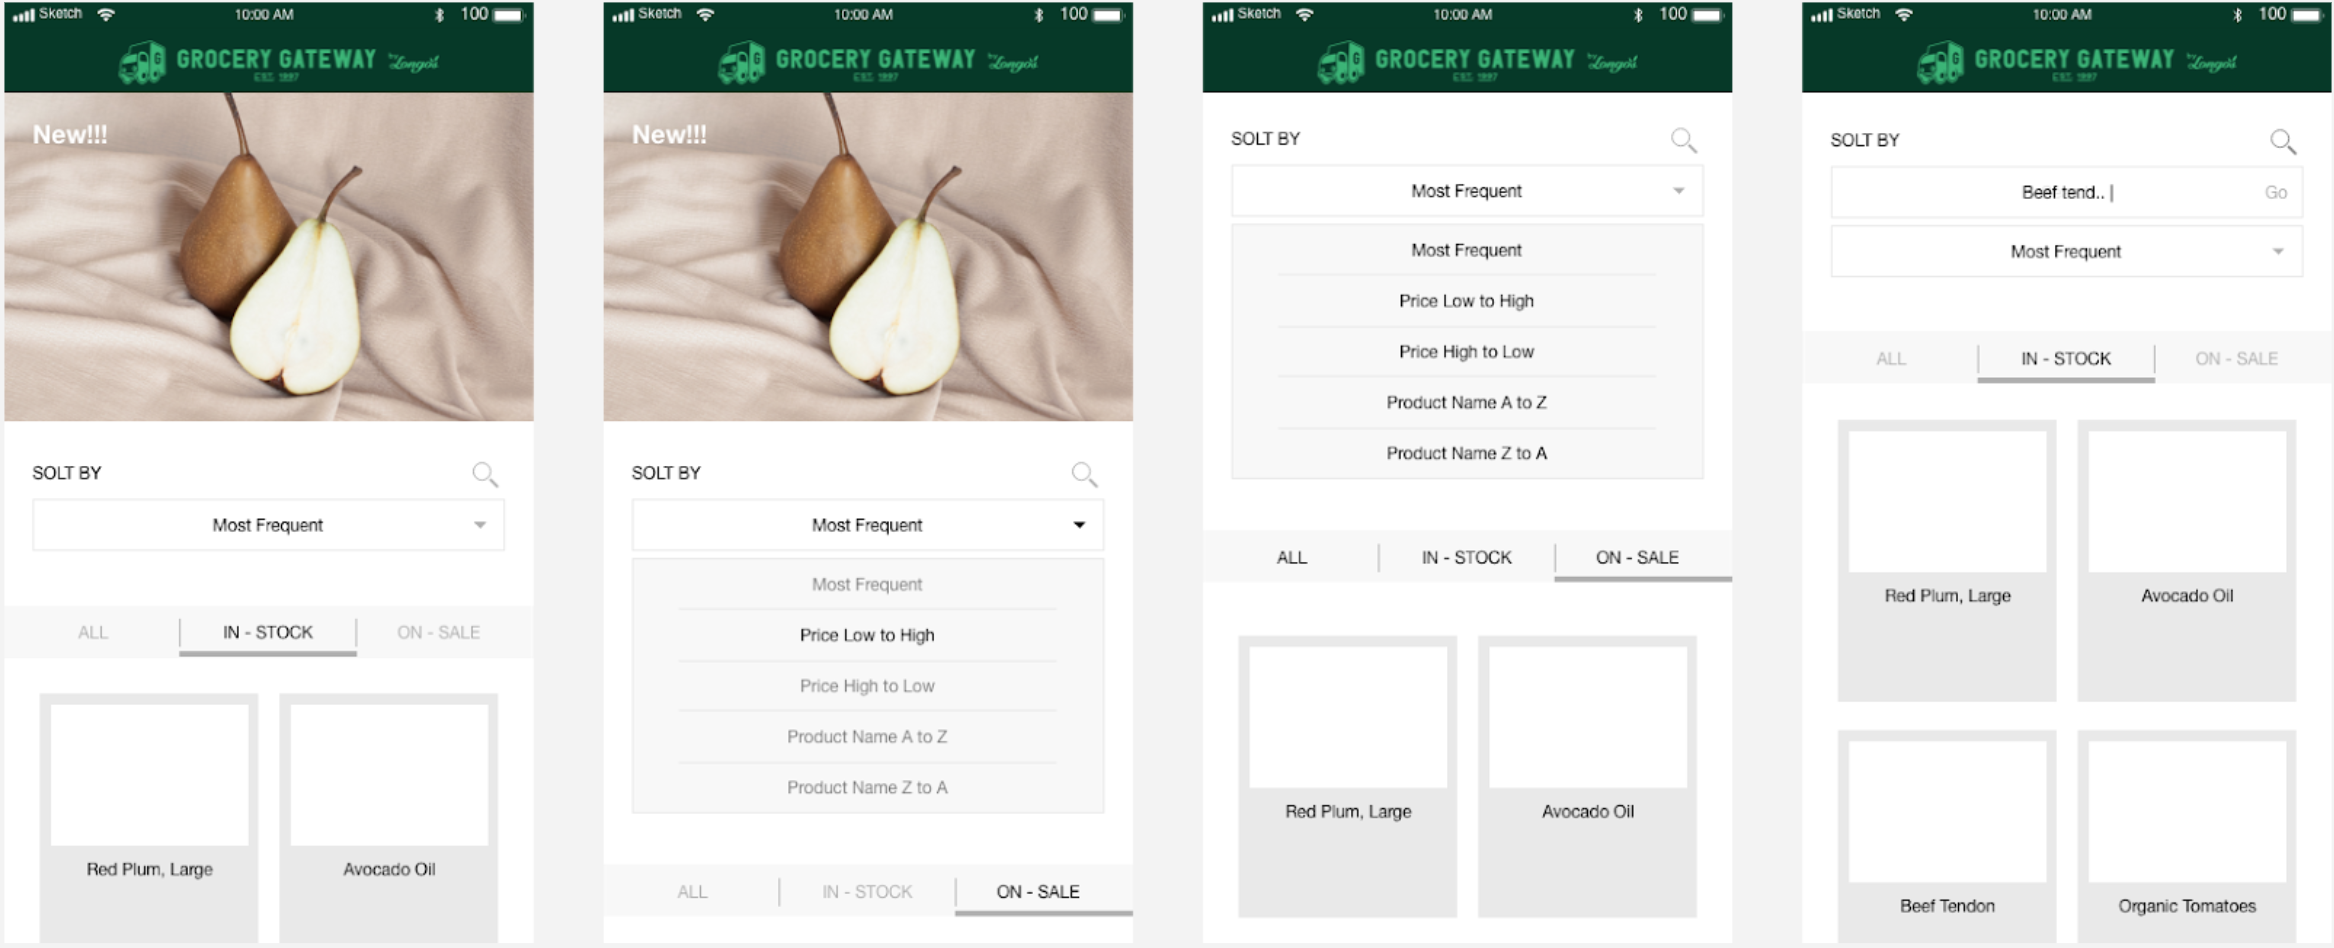 Sketch 10:00 AM 100
GROCERY GATEWAY by Longo's
EST. 1997
New!!!
SOLT BY
Most Frequent
ALL IN - STOCK ON - SALE
Red Plum, Large Avocado Oil
Sketch 10:00 AM 100
GROCERY GATEWAY by Longo's
EST. 1997
New!!!
SOLT BY
Most Frequent
Most Frequent
Price Low to High
Price High to Low
Product Name A to Z
Product Name Z to A
ALL IN - STOCK ON - SALE
Sketch 10:00 AM 100
GROCERY GATEWAY by Longo's
EST. 1997
SOLT BY
Most Frequent
Most Frequent
Price Low to High
Price High to Low
Product Name A to Z
Product Name Z to A
ALL IN - STOCK ON - SALE
Red Plum, Large Avocado Oil
Sketch 10:00 AM 100
GROCERY GATEWAY by Longo's
EST. 1997
SOLT BY
Beef tend.. | Go
Most Frequent
ALL IN - STOCK ON - SALE
Red Plum, Large Avocado Oil
Beef Tendon Organic Tomatoes